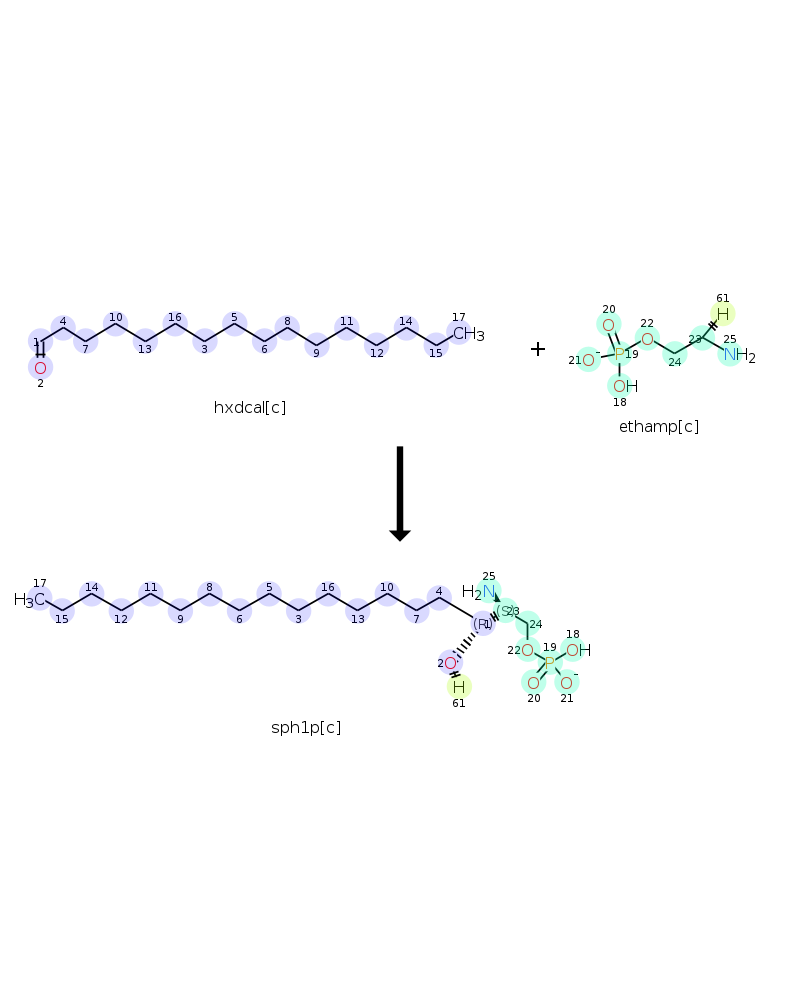 4 10 16 5 8 11 14 17
1 CH3
O 7 13 3 6 9 12 15
2
hxdcal[c]
+
61
H
20 22 25
O O 23 NH2
21 O - P 19 24
OH
18
ethamp[c]
17 14 11 8 5 16 10 4 25
H3C H2N
15 12 9 6 3 13 7 (R) 1 (S) 23 24
2 O 22 O 19 18
P OH
H O O -
61 20 21
sph1p[c]